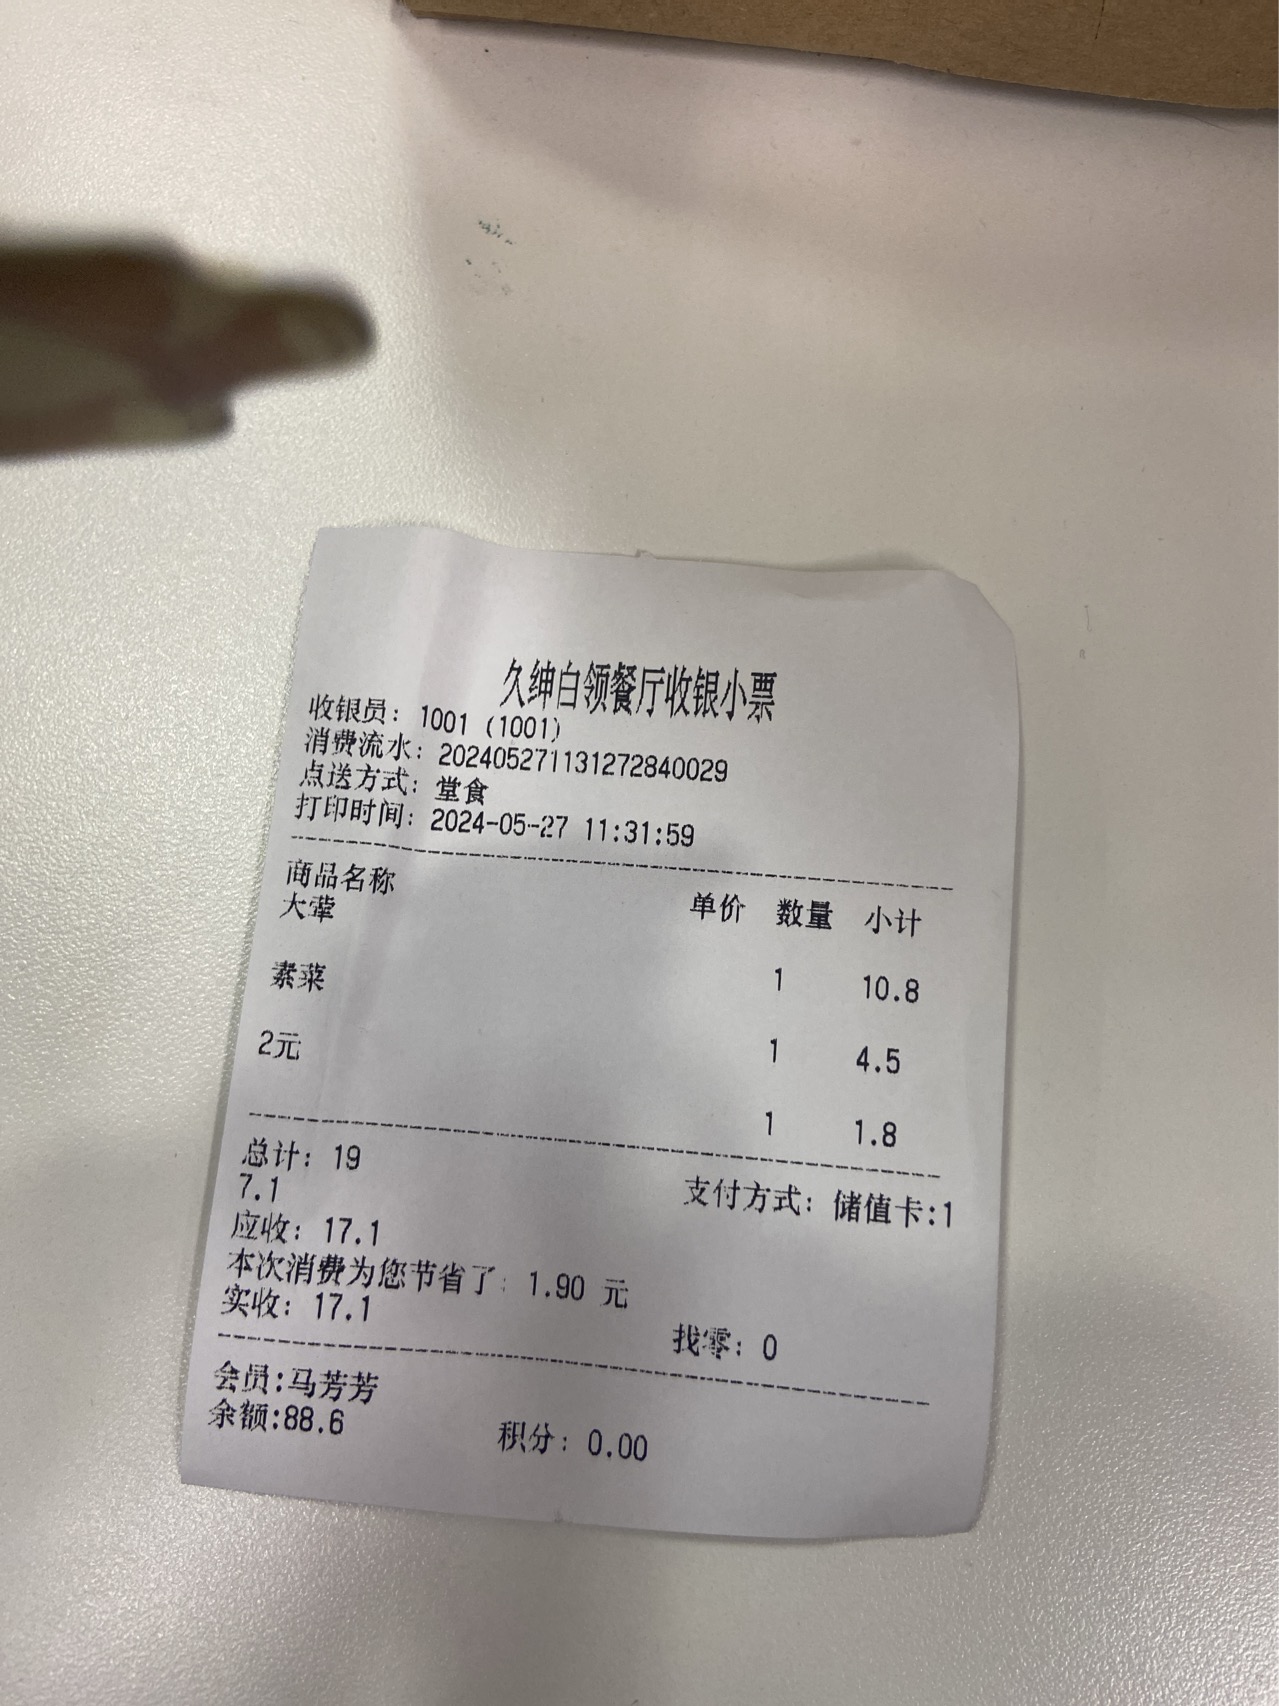 久绅白领餐厅收银小票
收银员: 1001 (1001)
消费流水: 2024052711131272840029
点送方式: 堂食
打印时间: 2024-05-27 11:31:59
商品名称 单价 数量 小计
大荤
1 10.8
素菜
1 4.5
2元
1 1.8
总计: 19 支付方式: 储值卡:1
7.1
应收: 17.1
本次消费为您节省了: 1.90 元
实收: 17.1 找零: 0
会员:马芳芳
余额:88.6 积分: 0.00